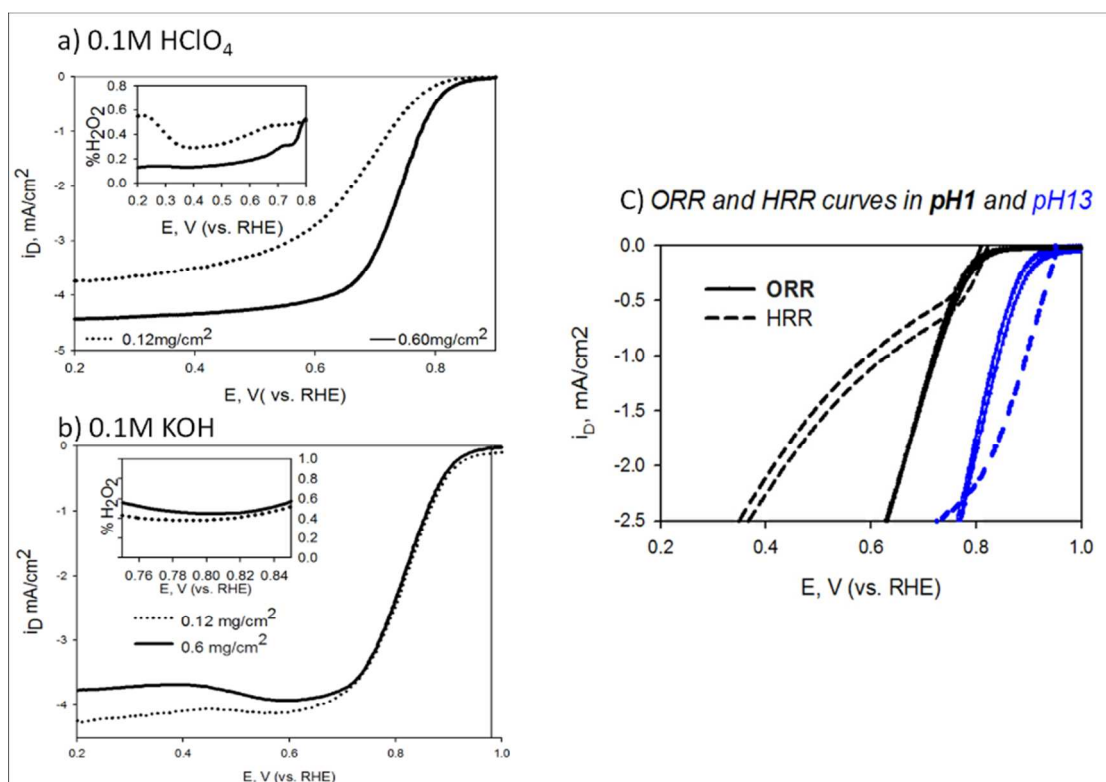 a) 0.1M HClO4
0
-1
-2
-3
-4
-5
iD, mA/cm2
0.2 0.4 0.6 0.8
E, V( vs. RHE)
0.12mg/cm2 0.60mg/cm2
0.8
0.6
0.4
0.2
0.0
%H2O2
0.2 0.3 0.4 0.5 0.6 0.7 0.8
E, V (vs. RHE)
b) 0.1M KOH
0
-1
-2
-3
-4
iD mA/cm2
1.0
0.8
0.6
0.4
0.2
0.0
% H2O2
0.76 0.78 0.80 0.82 0.84
E, V (vs. RHE)
0.12 mg/cm2
0.6 mg/cm2
0.2 0.4 0.6 0.8 1.0
E, V (vs. RHE)
C) ORR and HRR curves in pH1 and pH13
0.0
-0.5
-1.0
-1.5
-2.0
-2.5
iD, mA/cm2
ORR
HRR
0.2 0.4 0.6 0.8 1.0
E, V (vs. RHE)